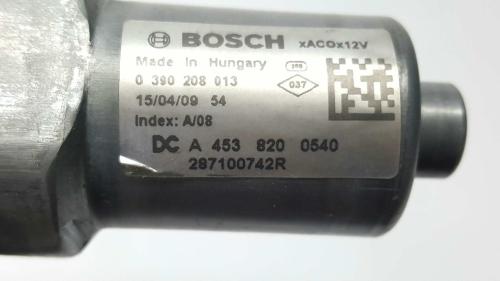 BOSCH xACOx12V
Made in Hungary
0 390 208 013 037
15/04/09 54
Index: A/08
DC A 453 820 0540
287100742R